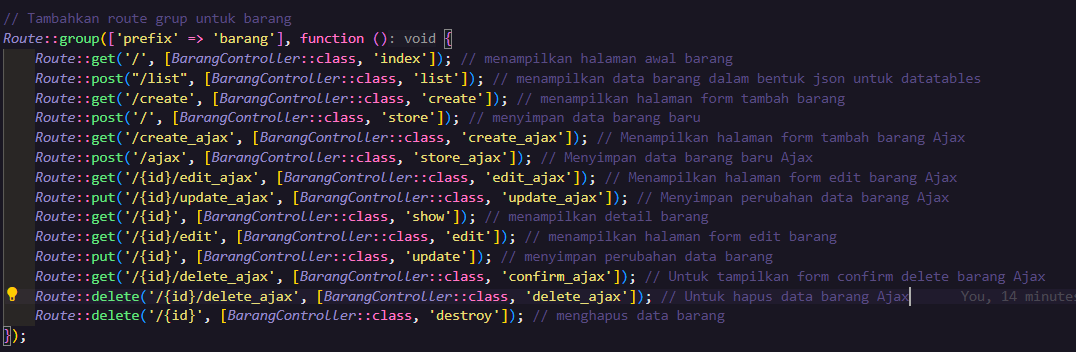 // Tambahkan route grup untuk barang
Route::group(['prefix' => 'barang'], function (): void {
Route::get('/', [BarangController::class, 'index']); // menampilkan halaman awal barang
Route::post("/list", [BarangController::class, 'list']); // menampilkan data barang dalam bentuk json untuk datatables
Route::get('/create', [BarangController::class, 'create']); // menampilkan halaman form tambah barang
Route::post('/', [BarangController::class, 'store']); // menyimpan data barang baru
Route::get('/create_ajax', [BarangController::class, 'create_ajax']); // Menampilkan halaman form tambah barang Ajax
Route::post('/ajax', [BarangController::class, 'store_ajax']); // Menyimpan data barang baru Ajax
Route::get('/{id}/edit_ajax', [BarangController::class, 'edit_ajax']); // Menampilkan halaman form edit barang Ajax
Route::put('/{id}/update_ajax', [BarangController::class, 'update_ajax']); // Menyimpan perubahan data barang Ajax
Route::get('/{id}', [BarangController::class, 'show']); // menampilkan detail barang
Route::get('/{id}/edit', [BarangController::class, 'edit']); // menampilkan halaman form edit barang
Route::put('/{id}', [BarangController::class, 'update']); // menyimpan perubahan data barang
Route::get('/{id}/delete_ajax', [BarangController::class, 'confirm_ajax']); // Untuk tampilkan form confirm delete barang Ajax
Route::delete('/{id}/delete_ajax', [BarangController::class, 'delete_ajax']); // Untuk hapus data barang Ajax You, 14 minutes
Route::delete('/{id}', [BarangController::class, 'destroy']); // menghapus data barang
});